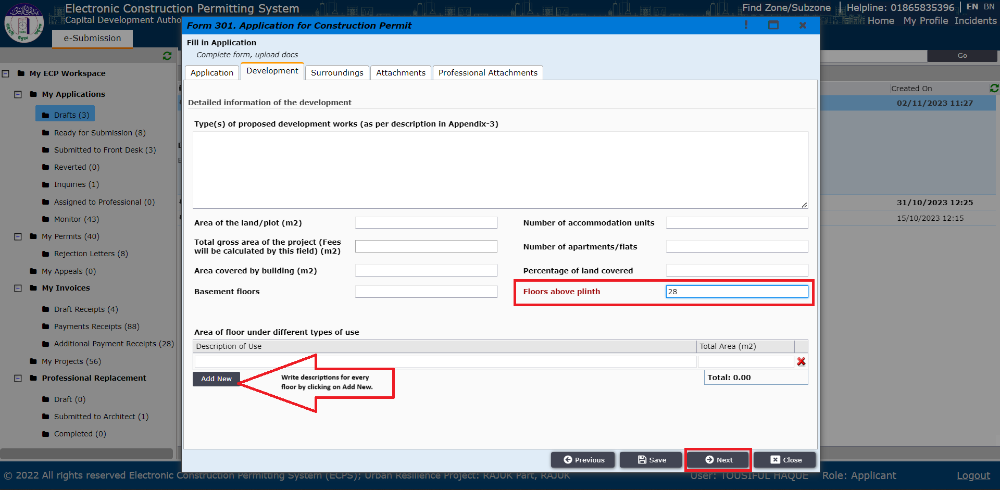 Electronic Construction Permitting System
Capital Development Autho
Find Zone/Subzone | Helpline: 01865835396 | EN BN
Home My Profile Incidents
e-Submission
Form 301. Application for Construction Permit
Fill in Application
Complete form, upload docs
Go
Application
Development
Surroundings
Attachments
Professional Attachments
My ECP Workspace
My Applications
Drafts (3)
Ready for Submission (8)
Submitted to Front Desk (3)
Reverted (0)
Inquiries (1)
Assigned to Professional (0)
Monitor (43)
My Permits (40)
Rejection Letters (8)
My Appeals (0)
My Invoices
Draft Receipts (4)
Payments Receipts (88)
Additional Payment Receipts (28)
My Projects (56)
Professional Replacement
Draft (0)
Submitted to Architect (1)
Completed (0)
Created On
02/11/2023 11:27
31/10/2023 12:25
15/10/2023 12:15
Detailed information of the development
Type(s) of proposed development works (as per description in Appendix-3)
Area of the land/plot (m2)
Number of accommodation units
Total gross area of the project (Fees
will be calculated by this field) (m2)
Number of apartments/flats
Area covered by building (m2)
Percentage of land covered
Basement floors
Floors above plinth
28
Area of floor under different types of use
Description of Use
Total Area (m2)
Add New
Write descriptions for every
floor by clicking on Add New.
Total: 0.00
Previous
Save
Next
Close
© 2022 All rights reserved Electronic Construction Permitting System (ECPS); Urban Resilience Project: RAJUK Part, RAJUK
User: TOUSIFUL HAQUE
Role: Applicant
Logout